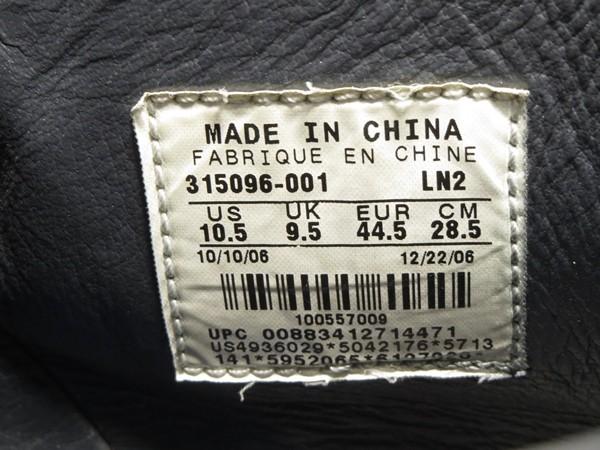 MADE IN CHINA
FABRIQUE EN CHINE
315096-001 LN2
US UK EUR CM
10.5 9.5 44.5 28.5
10/10/06 12/22/06
100557009
UPC 00883412714471
US4936029*5042176*5713
141*5952065*